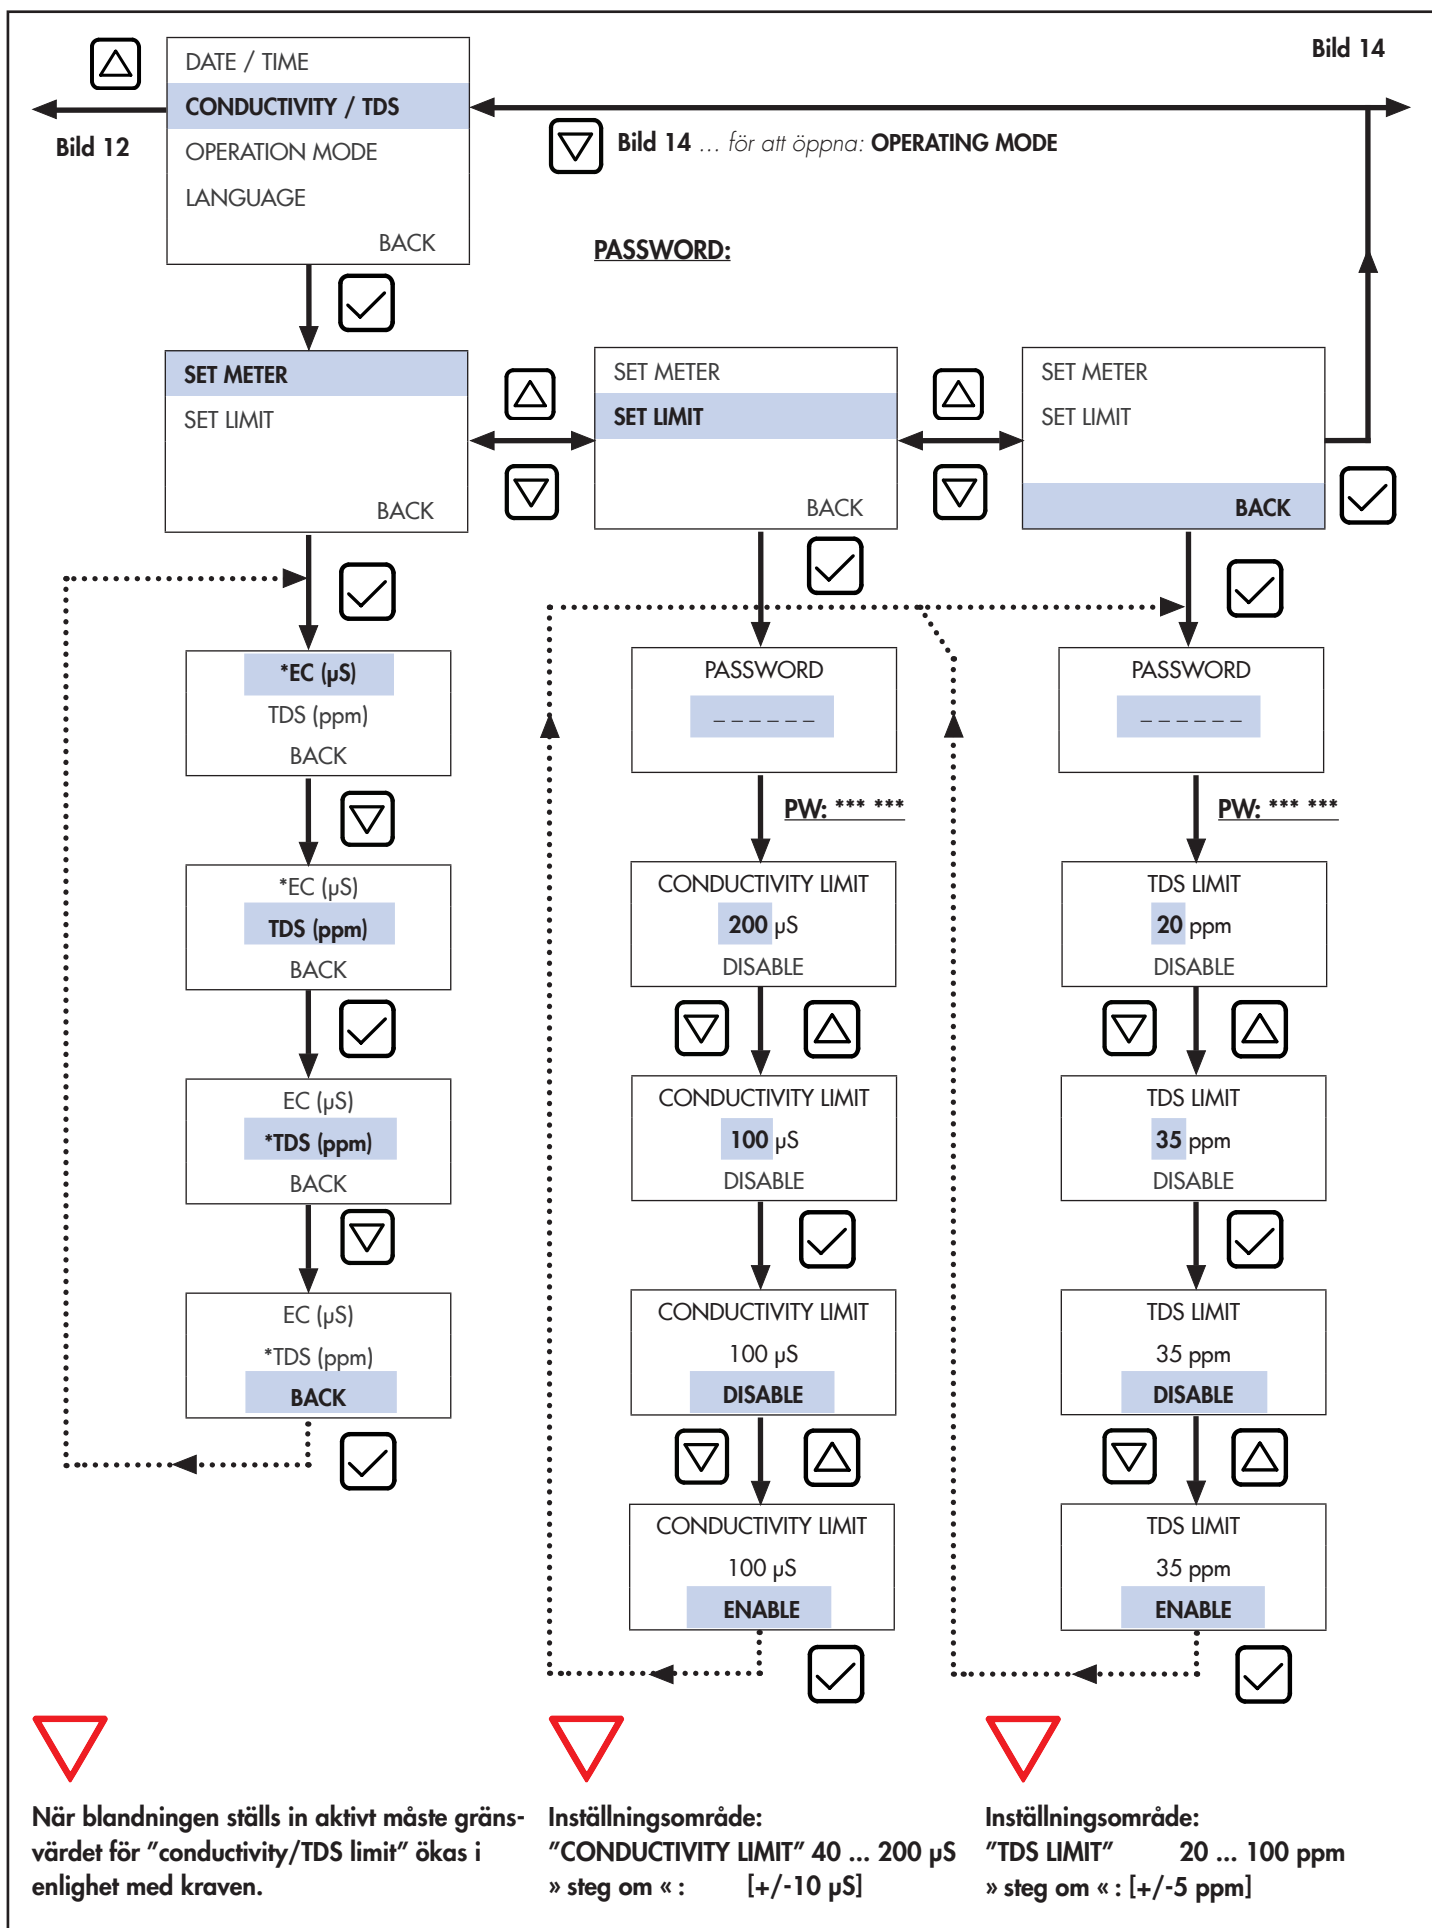 Bild 14
DATE / TIME
CONDUCTIVITY / TDS
OPERATION MODE
LANGUAGE
BACK
Bild 12
Bild 14 ... för att öppna: OPERATING MODE
PASSWORD:
SET METER
SET LIMIT
BACK
SET METER
SET LIMIT
BACK
SET METER
SET LIMIT
BACK
*EC (µS)
TDS (ppm)
BACK
*EC (µS)
TDS (ppm)
BACK
EC (µS)
*TDS (ppm)
BACK
EC (µS)
*TDS (ppm)
BACK
PASSWORD
_ _ _ _ _ _
PW: *** ***
CONDUCTIVITY LIMIT
200 µS
DISABLE
CONDUCTIVITY LIMIT
100 µS
DISABLE
CONDUCTIVITY LIMIT
100 µS
DISABLE
CONDUCTIVITY LIMIT
100 µS
ENABLE
PASSWORD
_ _ _ _ _ _
PW: *** ***
TDS LIMIT
20 ppm
DISABLE
TDS LIMIT
35 ppm
DISABLE
TDS LIMIT
35 ppm
DISABLE
TDS LIMIT
35 ppm
ENABLE
När blandningen ställs in aktivt måste gräns-
värdet för ”conductivity/TDS limit” ökas i
enlighet med kraven.
Inställningsområde:
”CONDUCTIVITY LIMIT” 40 ... 200 µS
» steg om « : [+/-10 µS]
Inställningsområde:
”TDS LIMIT” 20 ... 100 ppm
» steg om « : [+/-5 ppm]